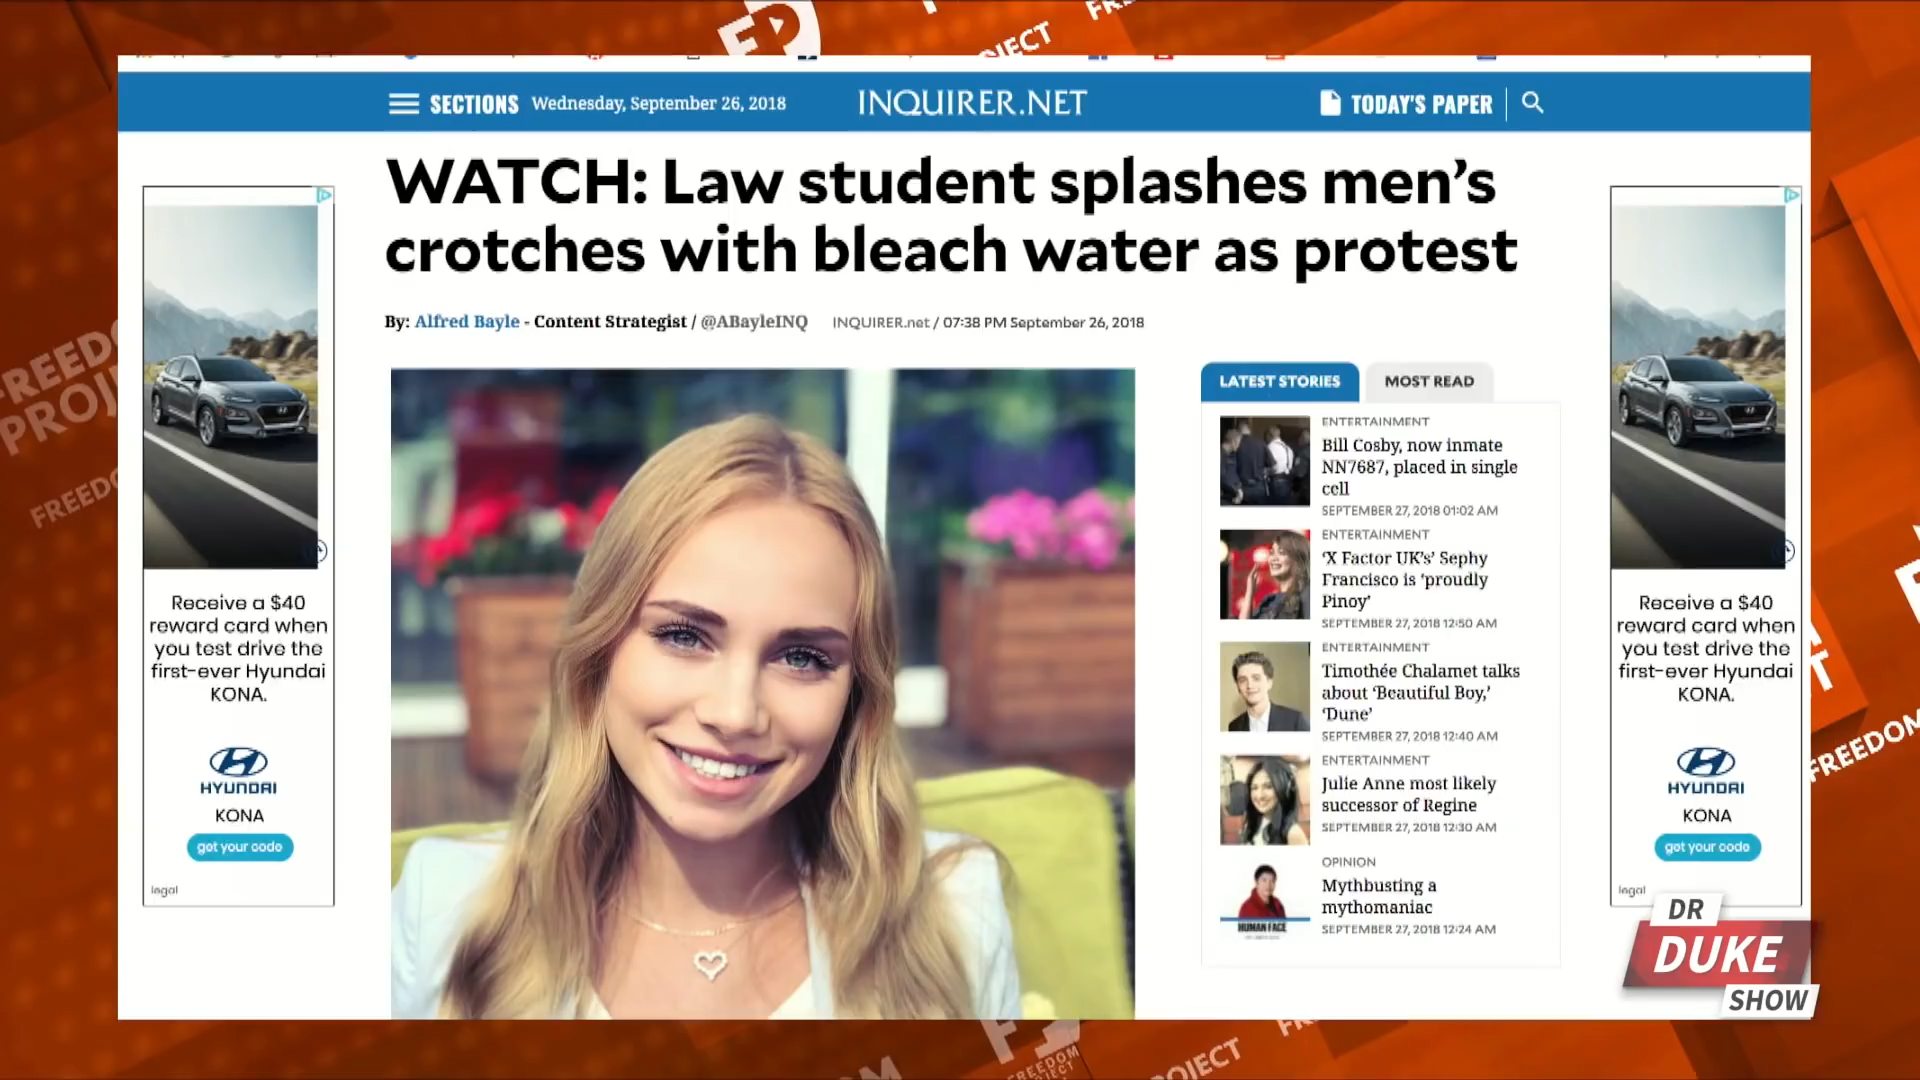 SECTIONS Wednesday, September 26, 2018
INQUIRER.NET
TODAY'S PAPER
WATCH: Law student splashes men's
crotches with bleach water as protest
By: Alfred Bayle - Content Strategist / @ABayleINQ
INQUIRER.net / 07:38 PM September 26, 2018
Receive a $40
reward card when
you test drive the
first-ever Hyundai
KONA.
HYUNDAI
KONA
get your code
legal
LATEST STORIES
MOST READ
ENTERTAINMENT
Bill Cosby, now inmate
NN7687, placed in single
cell
SEPTEMBER 27, 2018 01:02 AM
ENTERTAINMENT
‘X Factor UK’s’ Sephy
Francisco is ‘proudly
Pinoy’
SEPTEMBER 27, 2018 12:50 AM
ENTERTAINMENT
Timothée Chalamet talks
about ‘Beautiful Boy,’
‘Dune’
SEPTEMBER 27, 2018 12:40 AM
ENTERTAINMENT
Julie Anne most likely
successor of Regine
SEPTEMBER 27, 2018 12:30 AM
HUMAN FACE
OPINION
Mythbusting a
mythomaniac
SEPTEMBER 27, 2018 12:24 AM
Receive a $40
reward card when
you test drive the
first-ever Hyundai
KONA.
HYUNDAI
KONA
get your code
legal
DR
DUKE
SHOW
FREEDOM
PROJECT